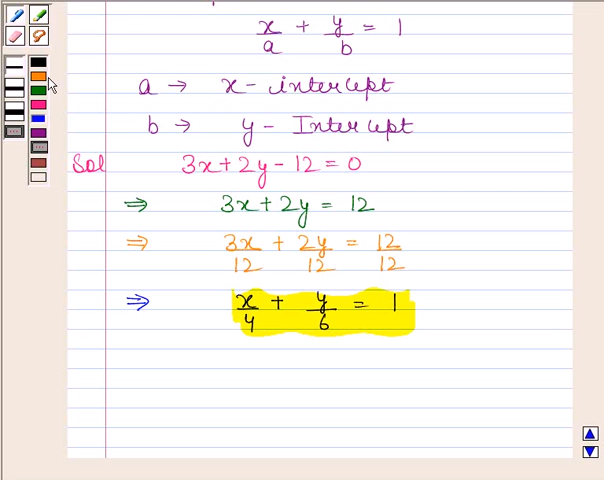 x/a + y/b = 1
a → x - intercept
b → y - Intercept
Sol 3x + 2y - 12 = 0
⇒ 3x + 2y = 12
⇒ 3x/12 + 2y/12 = 12/12
⇒ x/4 + y/6 = 1